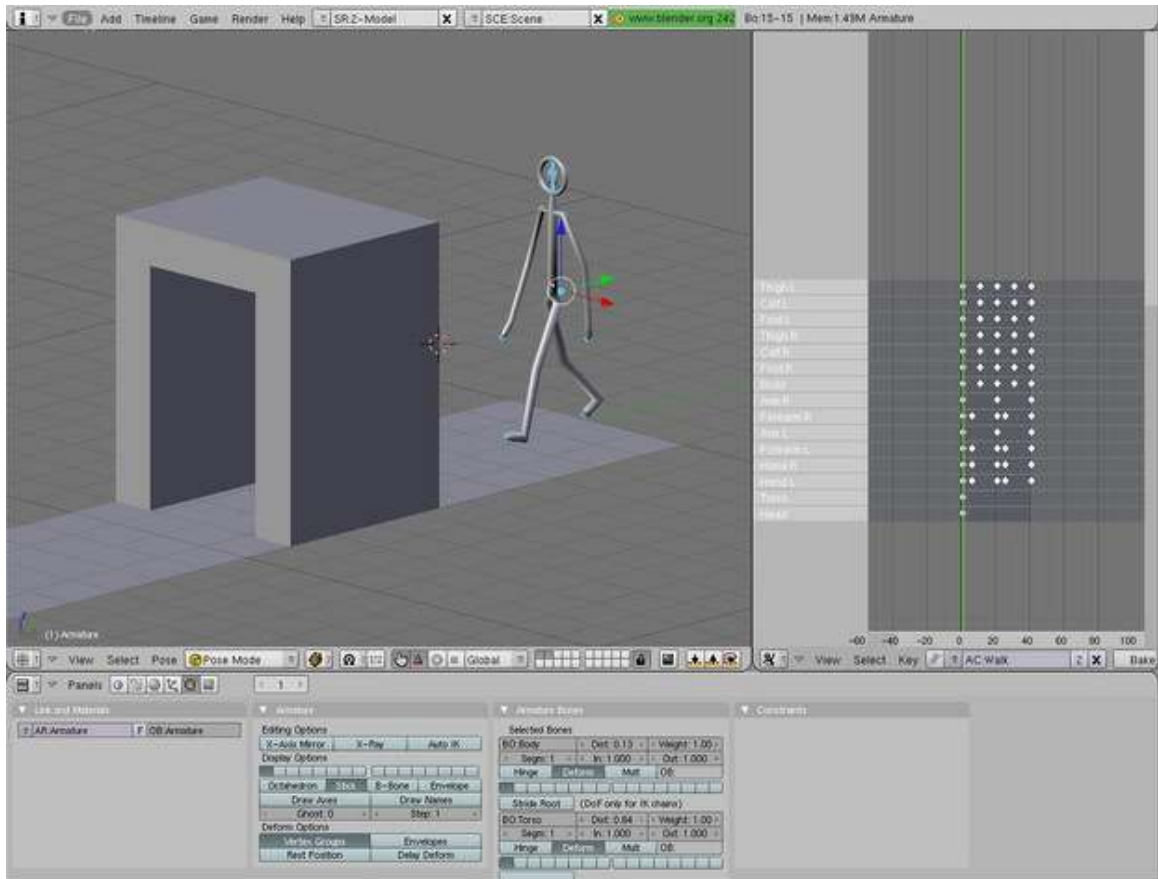 File Add Timeline Game Render Help SR:2-Model X SCE:Scene X www.blender.org 242 Bo:15-15 | Mem:1.49M Armature
Thigh.L
Calf.L
Foot.L
Thigh.R
Calf.R
Foot.R
Body
Arm.R
Forearm.R
Arm.L
Forearm.L
Hand.R
Hand.L
Torso
Head
(1) Armature
-60 -40 -20 0 20 40 60 80 100
View Select Pose Pose Mode Global
View Select Key AC:Walk 2 X Bake
Panels 1
Link and Materials
AR:Armature F OB:Armature
Armature
Editing Options
X-Axis Mirror X-Ray Auto IK
Display Options
Octahedron Stick B-Bone Envelope
Draw Axes Draw Names
Ghost: 0 Step: 1
Deform Options
Vertex Groups Envelopes
Rest Position Delay Deform
Armature Bones
Selected Bones
BO:Body Dist: 0.13 Weight: 1.00
Segm: 1 In: 1.000 Out: 1.000
Hinge Deform Mult OB:
Stride Root (DoF only for IK chains)
BO:Torso Dist: 0.84 Weight: 1.00
Segm: 1 In: 1.000 Out: 1.000
Hinge Deform Mult OB:
Constraints